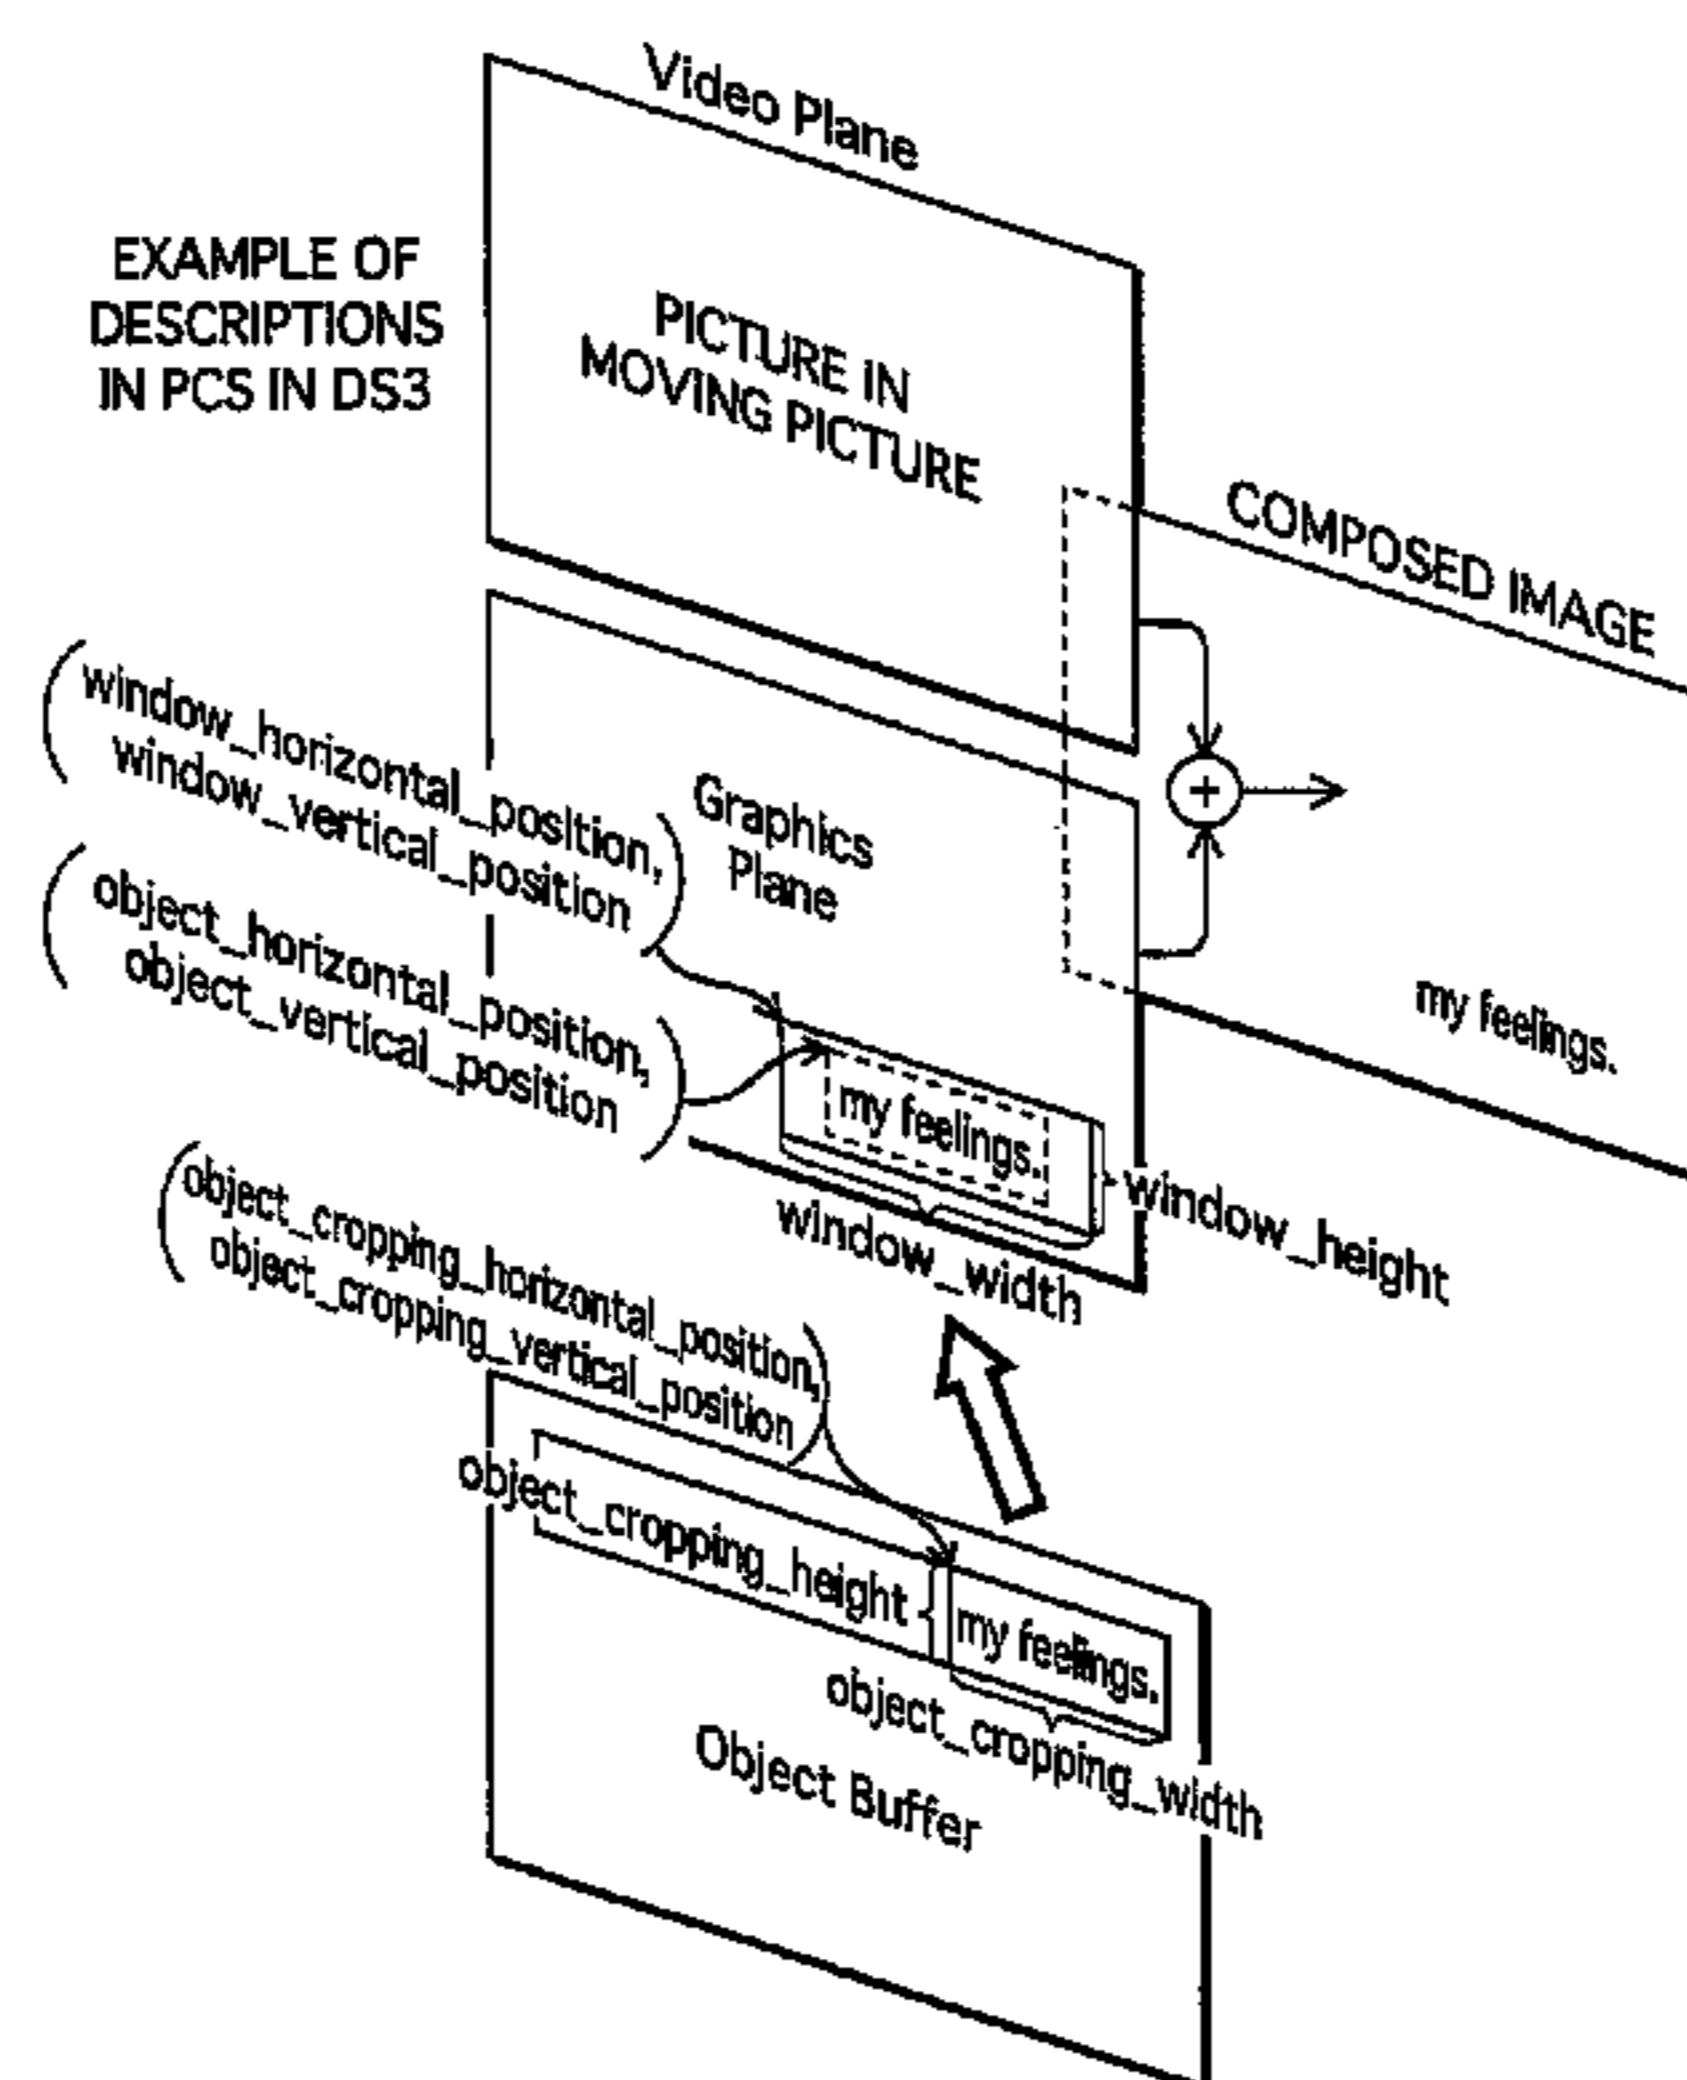 Video Plane
EXAMPLE OF
DESCRIPTIONS
IN PCS IN DS3
PICTURE IN
MOVING PICTURE
COMPOSED IMAGE
(window_horizontal_position,
window_vertical_position)
Graphics
Plane
+
(object_horizontal_position,
object_vertical_position)
my feelings.
my feelings.
window_height
window_width
(object_cropping_horizontal_position,
object_cropping_vertical_position)
object_cropping_height
my feelings.
object_cropping_width
Object Buffer